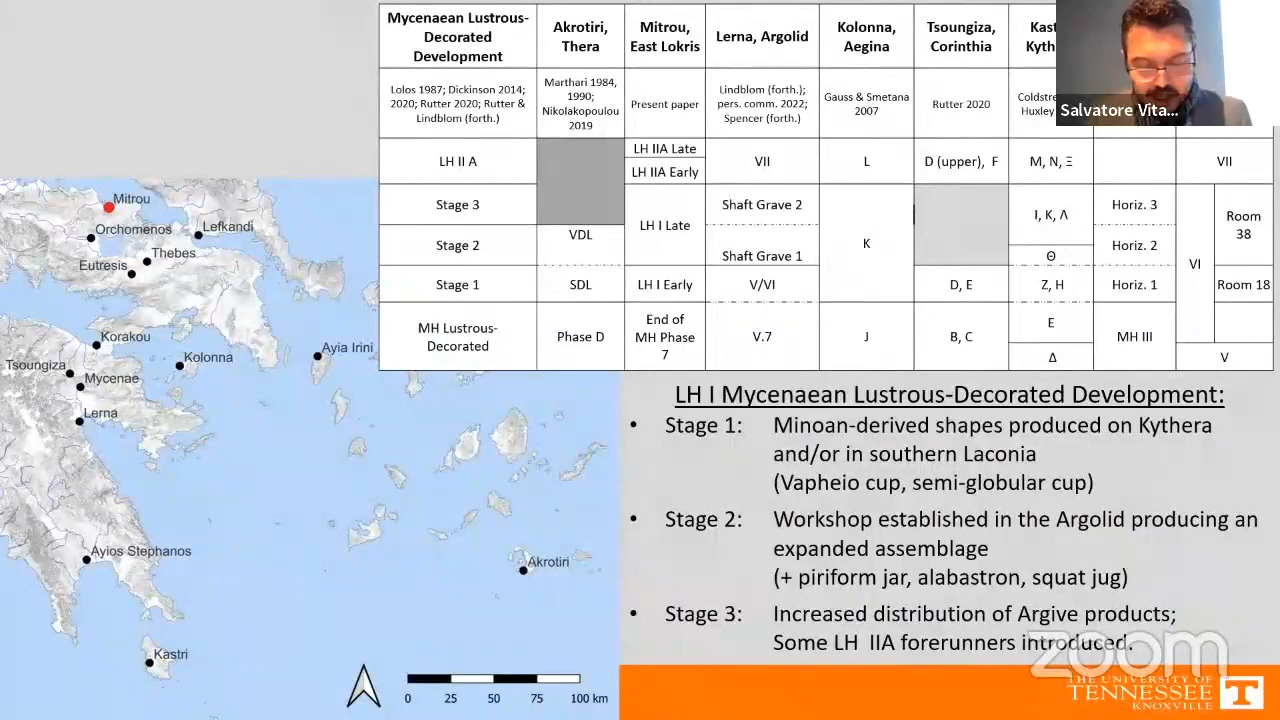 Mycenaean Lustrous-
Decorated
Development
Akrotiri,
Thera
Mitrou,
East Lokris
Lerna, Argolid
Kolonna,
Aegina
Tsoungiza,
Corinthia
Lolos 1987; Dickinson 2014;
2020; Rutter 2020; Rutter &
Lindblom (forth.)
Marthari 1984,
1990;
Nikolakopoulou
2019
Present paper
Lindblom (forth.);
pers. comm. 2022;
Spencer (forth.)
Gauss & Smetana
2007
Rutter 2020
Huxley
Salvatore Vita...
LH II A
LH IIA Late
LH IIA Early
VII
L
D (upper), F
M, N, Ξ
VII
Stage 3
LH I Late
Shaft Grave 2
K
Ι, Κ, Λ
Horiz. 3
VI
Room
38
Stage 2
VDL
Shaft Grave 1
Θ
Horiz. 2
Stage 1
SDL
LH I Early
V/VI
D, E
Z, H
Horiz. 1
Room 18
MH Lustrous-
Decorated
Phase D
End of
MH Phase
7
V.7
J
B, C
E
Δ
MH III
V
Mitrou
Orchomenos
Lefkandi
Thebes
Eutresis
Korakou
Kolonna
Ayia Irini
Tsoungiza
Mycenae
Lerna
Ayios Stephanos
Akrotiri
Kastri
0 25 50 75 100 km
LH I Mycenaean Lustrous-Decorated Development:
• Stage 1: Minoan-derived shapes produced on Kythera
and/or in southern Laconia
(Vapheio cup, semi-globular cup)
• Stage 2: Workshop established in the Argolid producing an
expanded assemblage
(+ piriform jar, alabastron, squat jug)
• Stage 3: Increased distribution of Argive products;
Some LH IIA forerunners introduced.
zoom
THE UNIVERSITY OF
TENNESSEE
KNOXVILLE
T